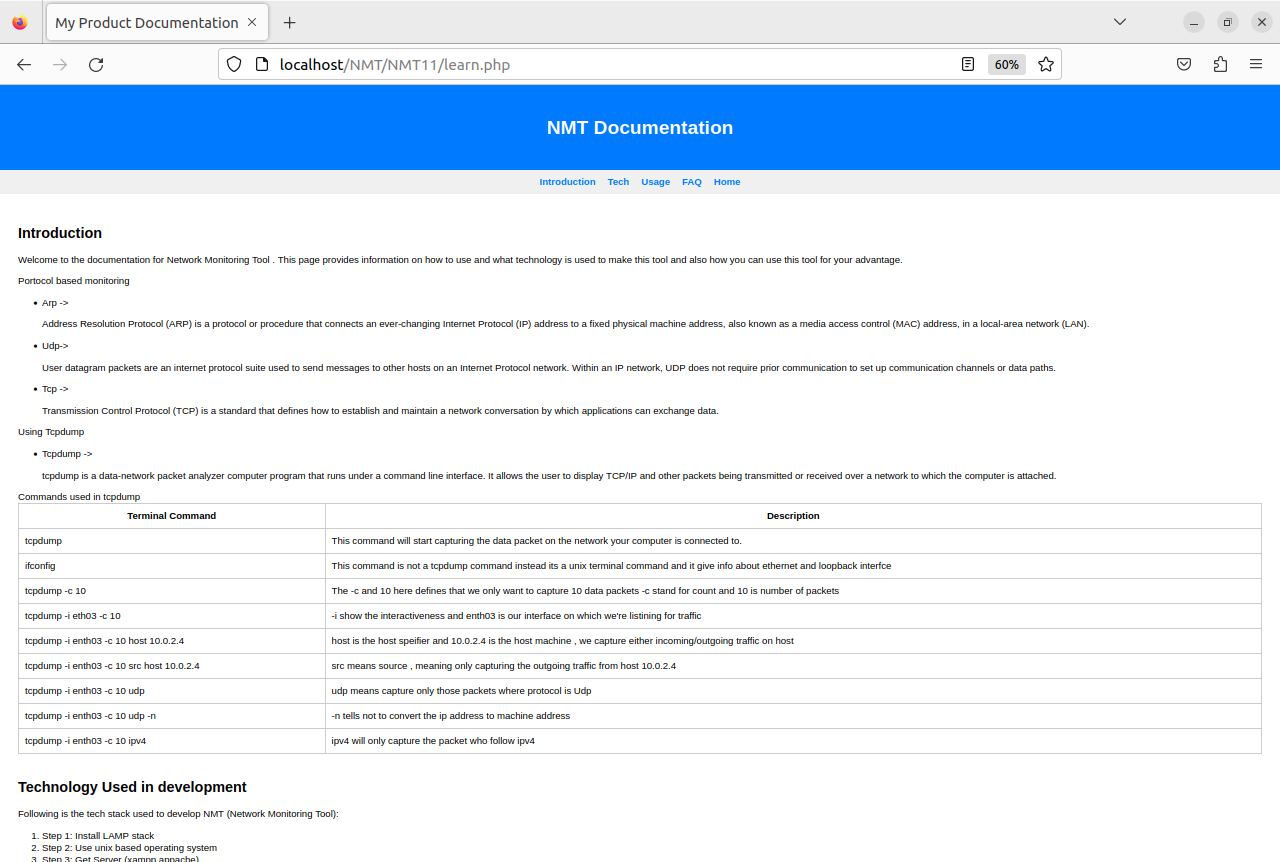 My Product Documentation
localhost/NMT/NMT11/learn.php
60%
NMT Documentation
Introduction Tech Usage FAQ Home
Introduction
Welcome to the documentation for Network Monitoring Tool . This page provides information on how to use and what technology is used to make this tool and also how you can use this tool for your advantage.
Portocol based monitoring
• Arp ->
Address Resolution Protocol (ARP) is a protocol or procedure that connects an ever-changing Internet Protocol (IP) address to a fixed physical machine address, also known as a media access control (MAC) address, in a local-area network (LAN).
• Udp->
User datagram packets are an internet protocol suite used to send messages to other hosts on an Internet Protocol network. Within an IP network, UDP does not require prior communication to set up communication channels or data paths.
• Tcp ->
Transmission Control Protocol (TCP) is a standard that defines how to establish and maintain a network conversation by which applications can exchange data.
Using Tcpdump
• Tcpdump ->
tcpdump is a data-network packet analyzer computer program that runs under a command line interface. It allows the user to display TCP/IP and other packets being transmitted or received over a network to which the computer is attached.
Commands used in tcpdump
Terminal Command Description
tcpdump This command will start capturing the data packet on the network your computer is connected to.
ifconfig This command is not a tcpdump command instead its a unix terminal command and it give info about ethernet and loopback interfce
tcpdump -c 10 The -c and 10 here defines that we only want to capture 10 data packets -c stand for count and 10 is number of packets
tcpdump -i eth03 -c 10 -i show the interactiveness and enth03 is our interface on which we're listining for traffic
tcpdump -i enth03 -c 10 host 10.0.2.4 host is the host speifier and 10.0.2.4 is the host machine , we capture either incoming/outgoing traffic on host
tcpdump -i enth03 -c 10 src host 10.0.2.4 src means source , meaning only capturing the outgoing traffic from host 10.0.2.4
tcpdump -i enth03 -c 10 udp udp means capture only those packets where protocol is Udp
tcpdump -i enth03 -c 10 udp -n -n tells not to convert the ip address to machine address
tcpdump -i enth03 -c 10 ipv4 ipv4 will only capture the packet who follow ipv4
Technology Used in development
Following is the tech stack used to develop NMT (Network Monitoring Tool):
1. Step 1: Install LAMP stack
2. Step 2: Use unix based operating system
3. Step 3: Get Server (xampp appache)